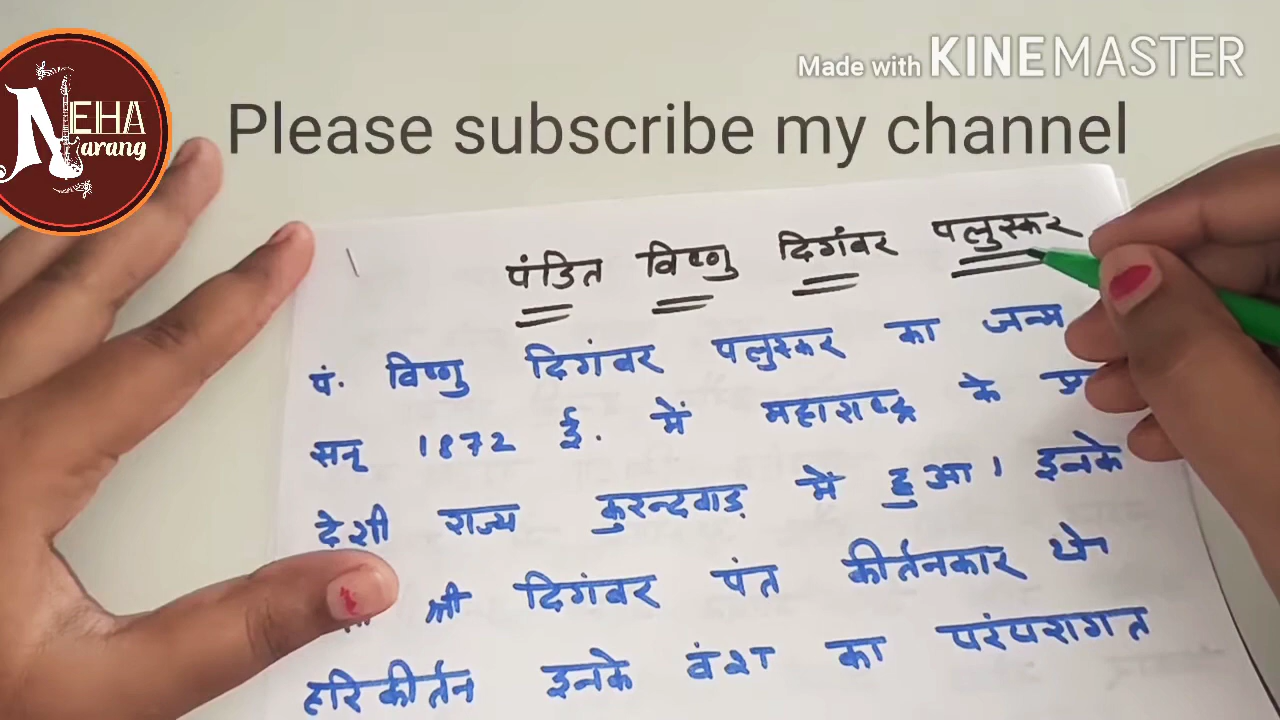 NEHA
Nârang
Made with KINEMASTER
Please subscribe my channel
पंडित विष्णु दिगंबर पलुस्कर
पं. विष्णु दिगंबर पलुस्कर का जन्म
सन् 1872 ई. में महाराष्ट्र के
देशी राज्य कुरुन्दवाड़ में हुआ। इनके
श्री दिगंबर पंत कीर्तनकार थे
हरिकीर्तन इनके वंश का परंपरागत